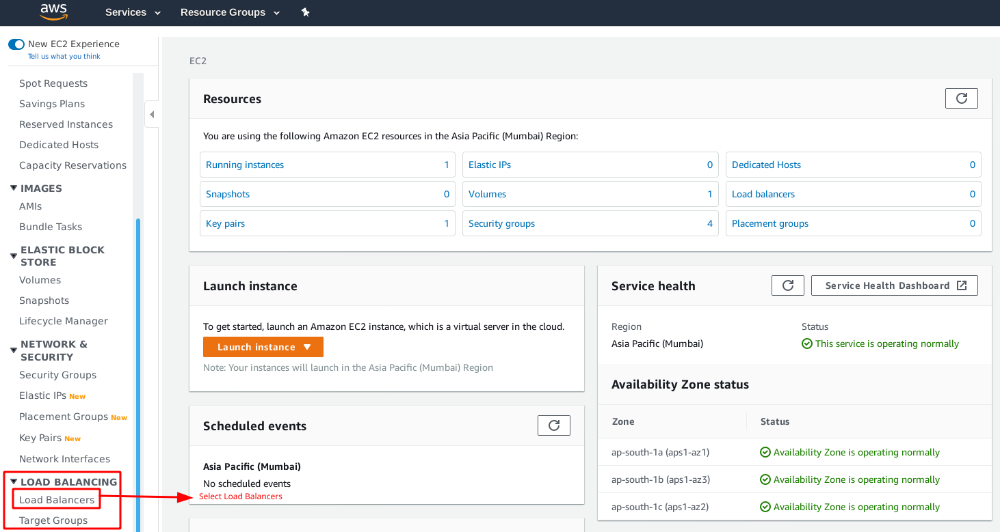 aws Services Resource Groups
New EC2 Experience
Tell us what you think
Spot Requests
Savings Plans
Reserved Instances
Dedicated Hosts
Capacity Reservations
IMAGES
AMIs
Bundle Tasks
ELASTIC BLOCK
STORE
Volumes
Snapshots
Lifecycle Manager
NETWORK &
SECURITY
Security Groups
Elastic IPs New
Placement Groups New
Key Pairs New
Network Interfaces
LOAD BALANCING
Load Balancers
Target Groups
EC2
Resources
You are using the following Amazon EC2 resources in the Asia Pacific (Mumbai) Region:
Running instances 1 Elastic IPs 0 Dedicated Hosts 0
Snapshots 0 Volumes 1 Load balancers 0
Key pairs 1 Security groups 4 Placement groups 0
Launch instance
To get started, launch an Amazon EC2 instance, which is a virtual server in the cloud.
Launch instance
Note: Your instances will launch in the Asia Pacific (Mumbai) Region
Scheduled events
Asia Pacific (Mumbai)
No scheduled events
Select Load Balancers
Service health
Service Health Dashboard
Region Status
Asia Pacific (Mumbai) This service is operating normally
Availability Zone status
Zone Status
ap-south-1a (aps1-az1) Availability Zone is operating normally
ap-south-1b (aps1-az3) Availability Zone is operating normally
ap-south-1c (aps1-az2) Availability Zone is operating normally